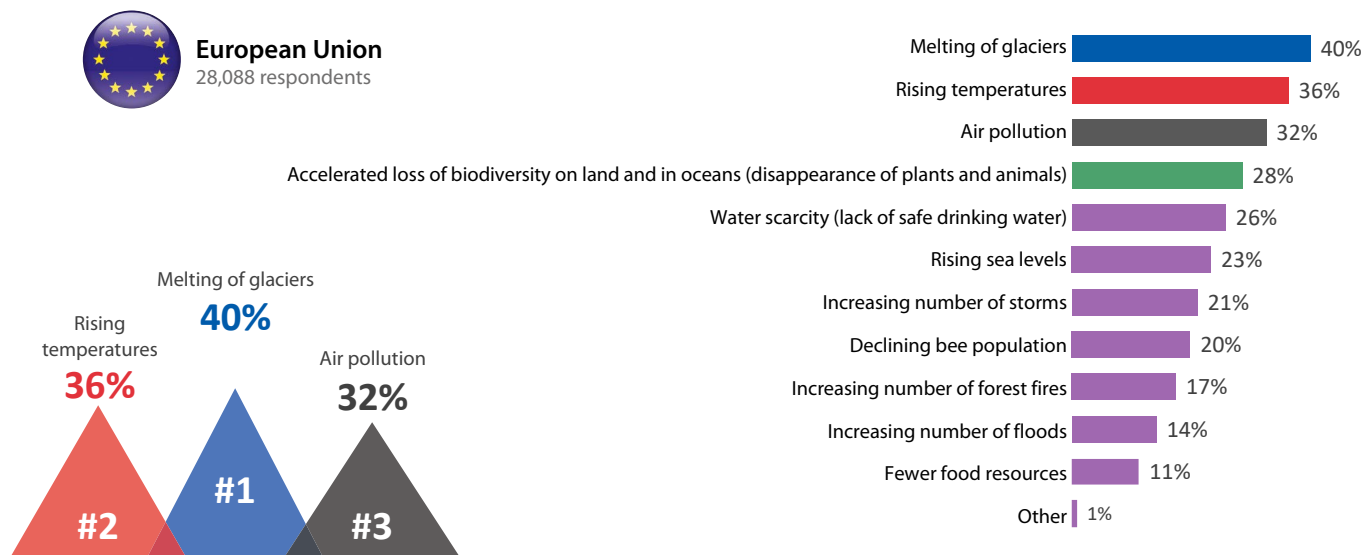 European Union
28,088 respondents
Melting of glaciers
40%
Rising
temperatures
36%
Air pollution
32%
#1
#2
#3
Melting of glaciers 40%
Rising temperatures 36%
Air pollution 32%
Accelerated loss of biodiversity on land and in oceans (disappearance of plants and animals) 28%
Water scarcity (lack of safe drinking water) 26%
Rising sea levels 23%
Increasing number of storms 21%
Declining bee population 20%
Increasing number of forest fires 17%
Increasing number of floods 14%
Fewer food resources 11%
Other 1%